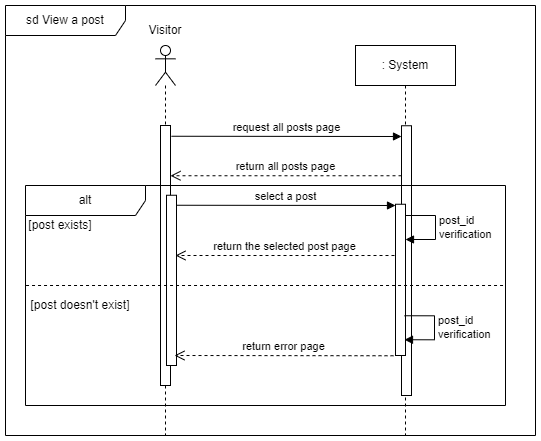 sd View a post
Visitor
: System
request all posts page
return all posts page
alt
select a post
[post exists]
post_id
verification
return the selected post page
[post doesn't exist]
post_id
verification
return error page